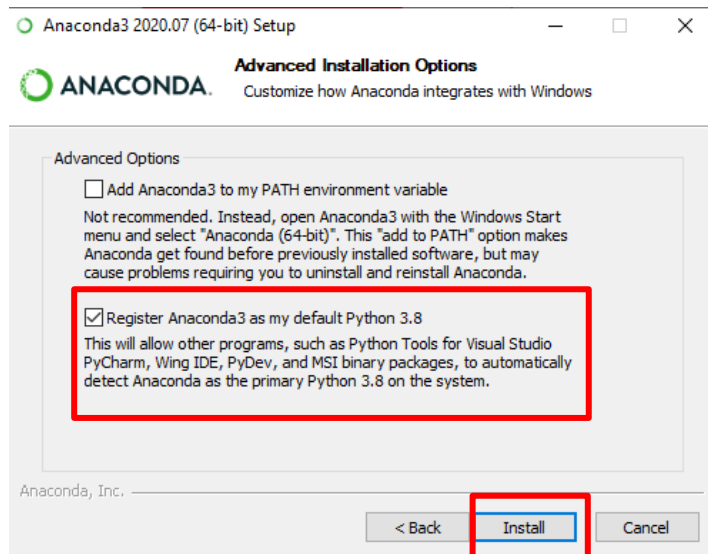 Anaconda3 2020.07 (64-bit) Setup
ANACONDA.
Advanced Installation Options
Customize how Anaconda integrates with Windows
Advanced Options
Add Anaconda3 to my PATH environment variable
Not recommended. Instead, open Anaconda3 with the Windows Start
menu and select "Anaconda (64-bit)". This "add to PATH" option makes
Anaconda get found before previously installed software, but may
cause problems requiring you to uninstall and reinstall Anaconda.
Register Anaconda3 as my default Python 3.8
This will allow other programs, such as Python Tools for Visual Studio
PyCharm, Wing IDE, PyDev, and MSI binary packages, to automatically
detect Anaconda as the primary Python 3.8 on the system.
Anaconda, Inc.
< Back
Install
Cancel